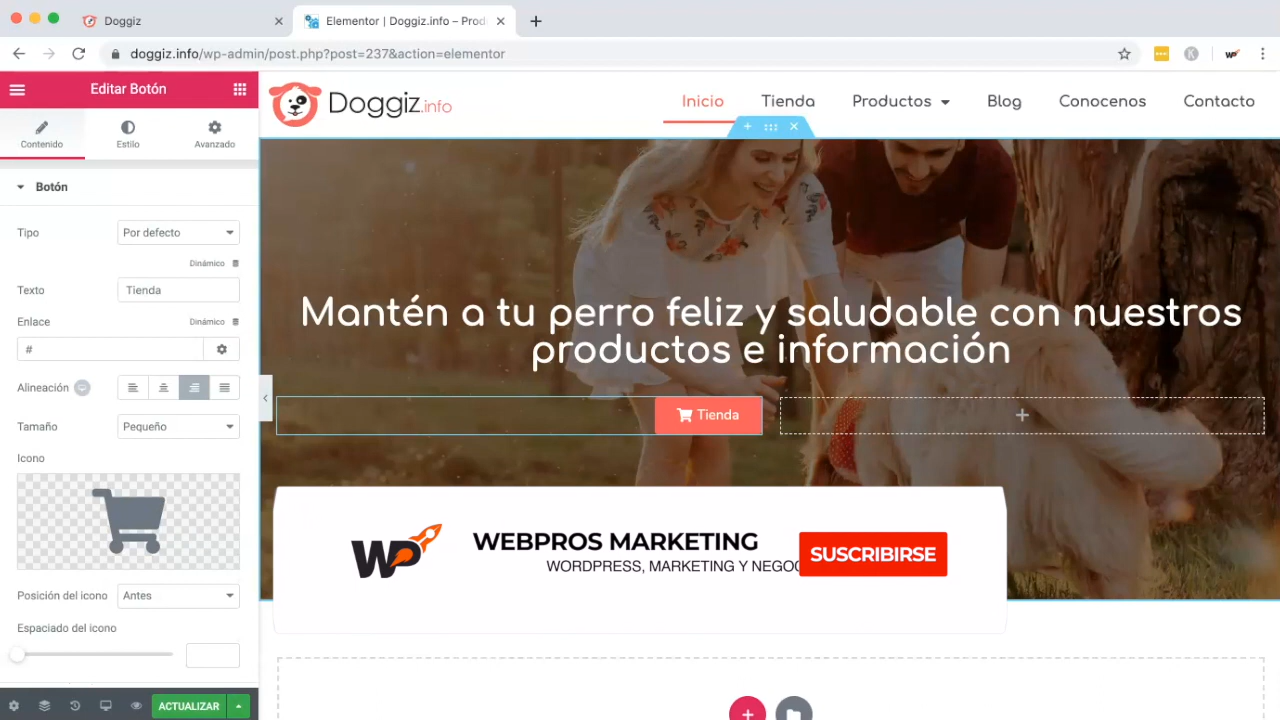 Doggiz
Elementor | Doggiz.info – Prod
doggiz.info/wp-admin/post.php?post=237&action=elementor
K
WP
Editar Botón
Contenido
Estilo
Avanzado
Botón
Tipo
Por defecto
Dinámico
Texto
Tienda
Enlace
Dinámico
#
Alineación
Tamaño
Pequeño
Icono
Posición del icono
Antes
Espaciado del icono
ACTUALIZAR
Doggiz.info
Inicio
Tienda
Productos
Blog
Conocenos
Contacto
Mantén a tu perro feliz y saludable con nuestros
productos e información
Tienda
WP
WEBPROS MARKETING
WORDPRESS, MARKETING Y NEGOC
SUSCRIBIRSE